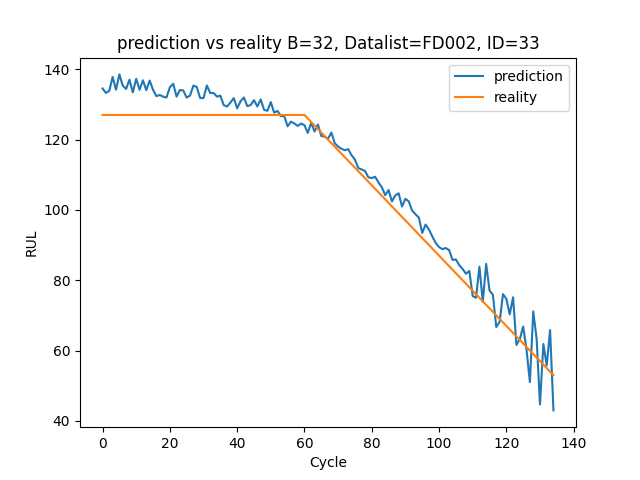 prediction vs reality B=32, Datalist=FD002, ID=33
prediction
reality
140
120
100
80
60
40
RUL
0 20 40 60 80 100 120 140
Cycle